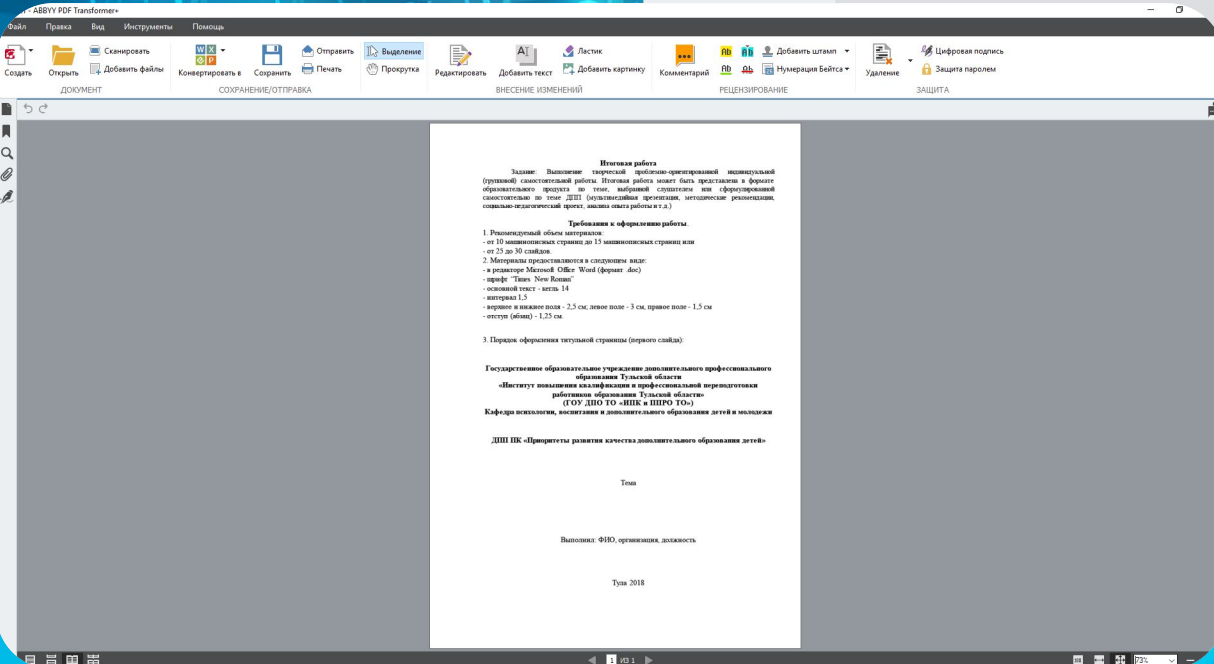 - ABBYY PDF Transformer+
Файл Правка Вид Инструменты Помощь
Создать Открыть Сканировать Добавить файлы
ДОКУМЕНТ
Конвертировать в Сохранить Отправить Печать
СОХРАНЕНИЕ/ОТПРАВКА
Выделение
Прокрутка
Редактировать Добавить текст Ластик Добавить картинку
ВНЕСЕНИЕ ИЗМЕНЕНИЙ
Комментарий Добавить штамп Нумерация Бейтса
РЕЦЕНЗИРОВАНИЕ
Удаление Цифровая подпись Защита паролем
ЗАЩИТА
Итоговая работа
Задание: Выполнение творческой проблемно-ориентированной индивидуальной
(групповой) самостоятельной работы. Итоговая работа может быть представлена в формате
образовательного продукта по теме, выбранной слушателем или сформулированной
самостоятельно по теме ДПП (мультимедийная презентация, методические рекомендации,
социально-педагогический проект, анализа опыта работы и т.д.)
Требования к оформлению работы.
1. Рекомендуемый объем материалов:
- от 10 машинописных страниц до 15 машинописных страниц или
- от 25 до 30 слайдов.
2. Материалы предоставляются в следующем виде:
- в редакторе Microsoft Office Word (формат .doc)
- шрифт "Times New Roman"
- основной текст - кегль 14
- интервал 1,5
- верхнее и нижнее поля - 2,5 см; левое поле - 3 см, правое поле - 1,5 см
- отступ (абзац) - 1,25 см.
3. Порядок оформления титульной страницы (первого слайда):
Государственное образовательное учреждение дополнительного профессионального
образования Тульской области
«Институт повышения квалификации и профессиональной переподготовки
работников образования Тульской области»
(ГОУ ДПО ТО «ИПК и ППРО ТО»)
Кафедра психологии, воспитания и дополнительного образования детей и молодежи
ДПП ПК «Приоритеты развития качества дополнительного образования детей»
Тема
Выполнил: ФИО, организация, должность
Тула 2018
1 ИЗ 1
73%